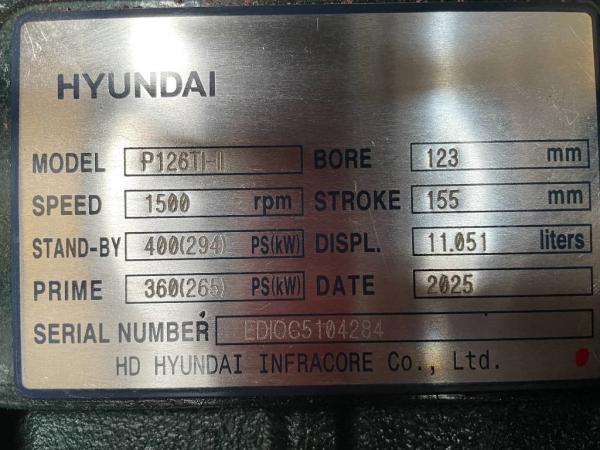 HYUNDAI
MODEL P126TI-II BORE 123 mm
SPEED 1500 rpm STROKE 155 mm
STAND-BY 400(294) PS(kW) DISPL. 11.051 liters
PRIME 360(265) PS(kW) DATE 2025
SERIAL NUMBER EDIOC5104284
HD HYUNDAI INFRACORE Co., Ltd.